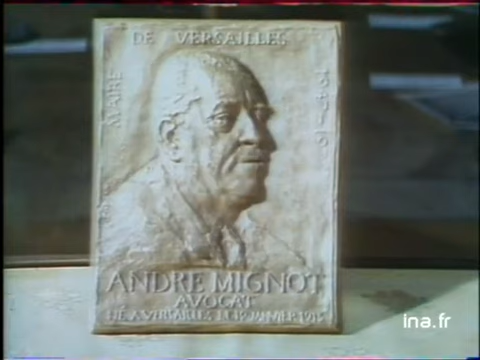 DE VERSAILLES
MAIRE
ANDRE MIGNOT
AVOCAT
NÉ A VERSAILLES LE 19 JANVIER 1915
ina.fr